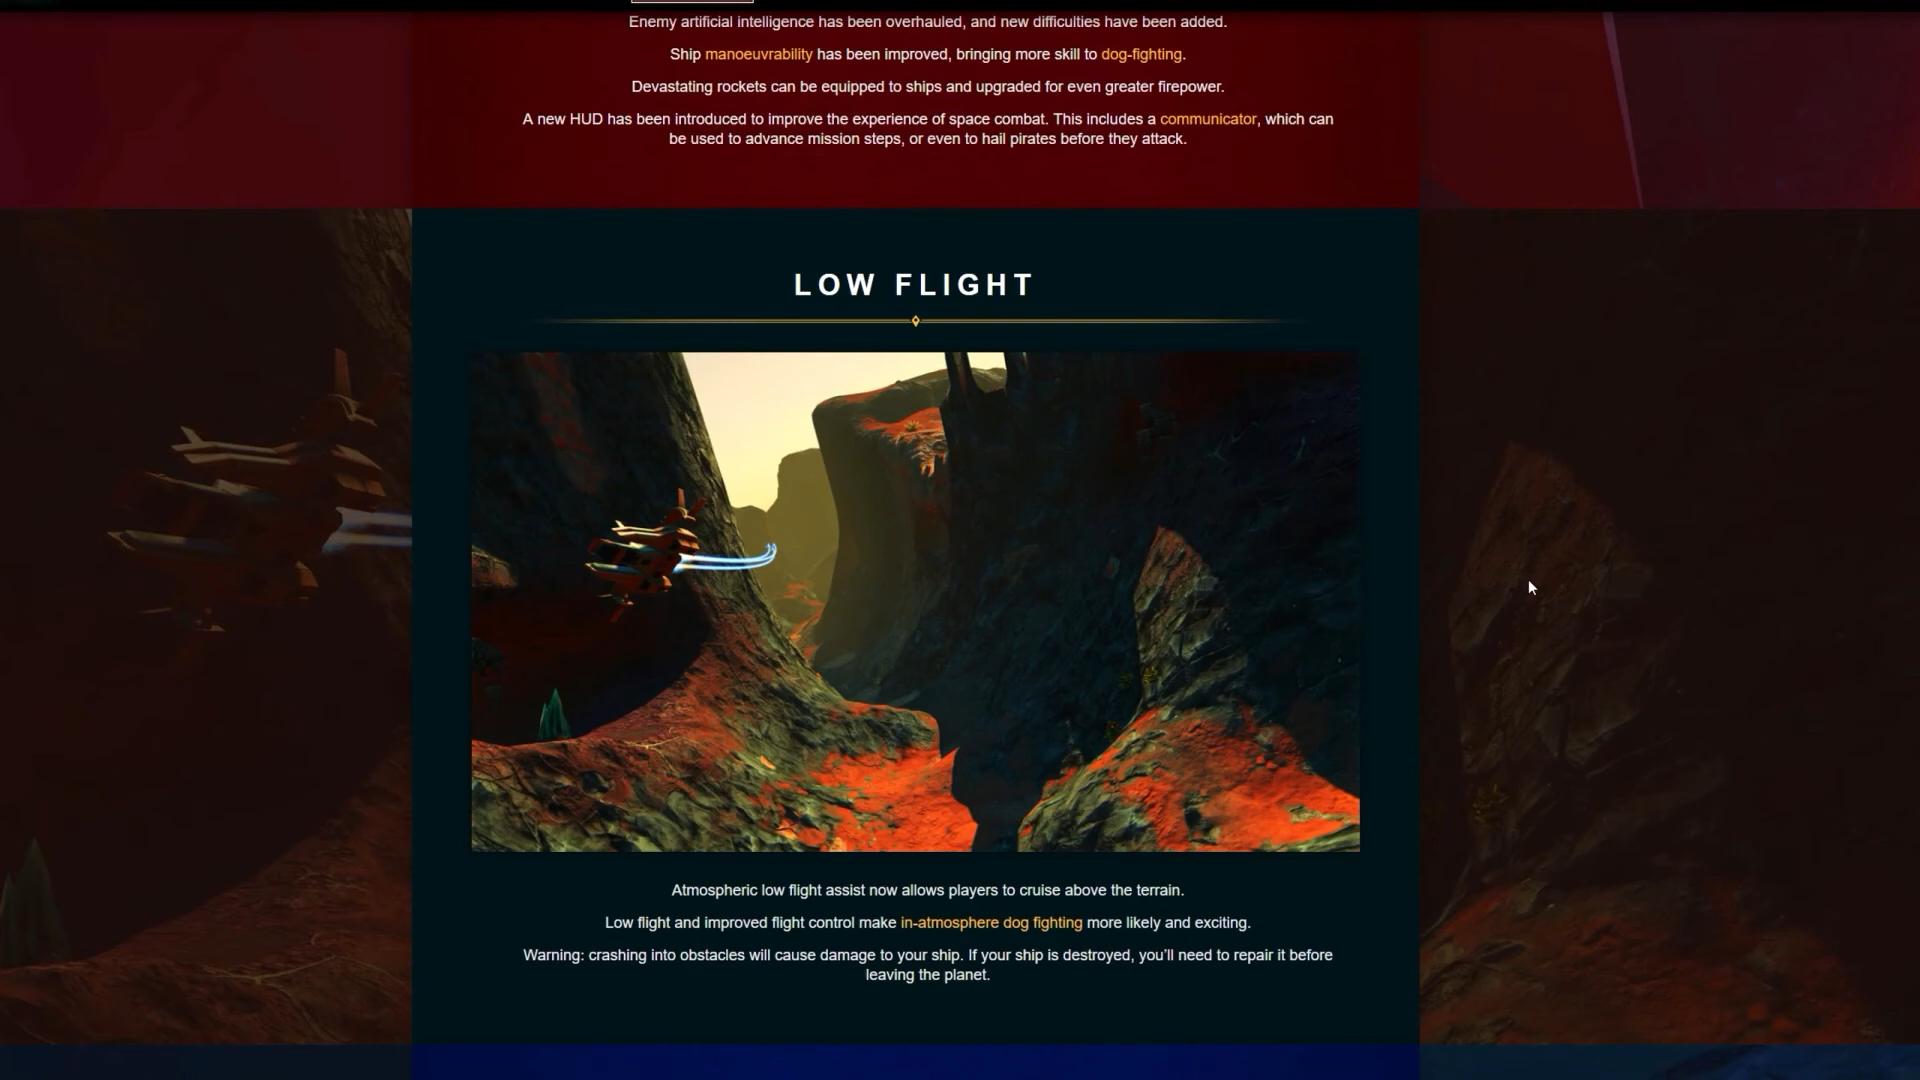 Enemy artificial intelligence has been overhauled, and new difficulties have been added.
Ship manoeuvrability has been improved, bringing more skill to dog-fighting.
Devastating rockets can be equipped to ships and upgraded for even greater firepower.
A new HUD has been introduced to improve the experience of space combat. This includes a communicator, which can
be used to advance mission steps, or even to hail pirates before they attack.
LOW FLIGHT
Atmospheric low flight assist now allows players to cruise above the terrain.
Low flight and improved flight control make in-atmosphere dog fighting more likely and exciting.
Warning: crashing into obstacles will cause damage to your ship. If your ship is destroyed, you’ll need to repair it before
leaving the planet.